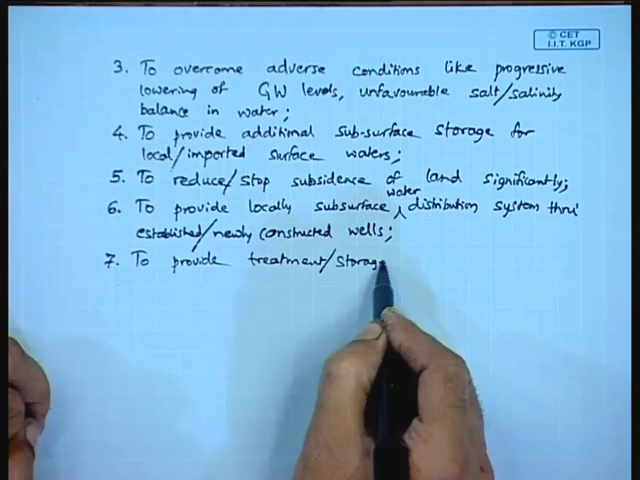 © CET
I.I.T. KGP
3. To overcome adverse conditions like progressive
lowering of GW levels, unfavourable salt/salinity
balance in water;
4. To provide additional sub-surface storage for
local/imported surface waters;
5. To reduce/stop subsidence of land significantly;
water
6. To provide locally subsurface ^ distribution system thru'
established/newly constructed wells;
7. To provide treatment/storag